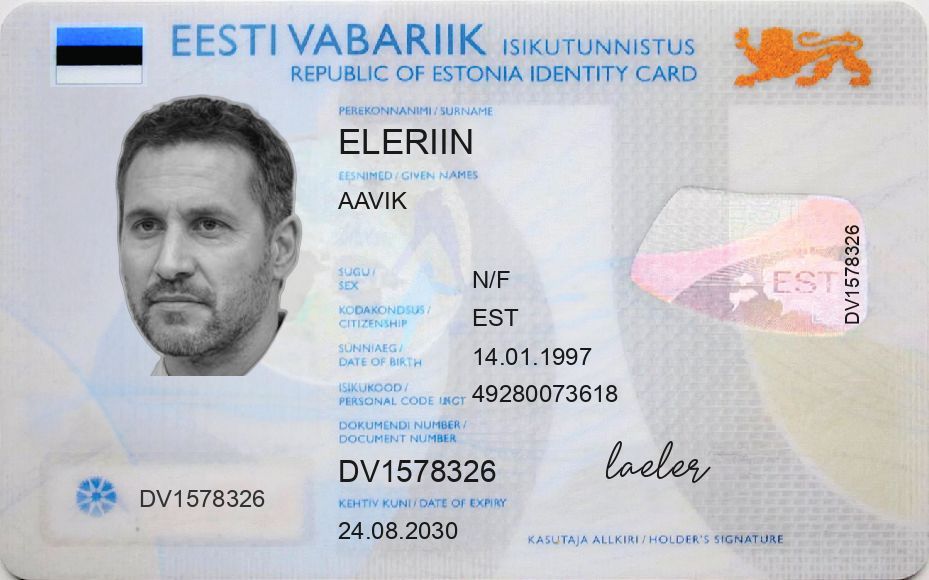 EESTI VABARIIK ISIKUTUNNISTUS
REPUBLIC OF ESTONIA IDENTITY CARD
PEREKONNANIMI / SURNAME
ELERIIN
EESNIMED / GIVEN NAMES
AAVIK
SUGU /
SEX
N/F
KODAKONDSUS /
CITIZENSHIP
EST
SÜNNIAEG /
DATE OF BIRTH
14.01.1997
ISIKUKOOD /
PERSONAL CODE
49280073618
DOKUMENDI NUMBER /
DOCUMENT NUMBER
DV1578326
KEHTIV KUNI / DATE OF EXPIRY
24.08.2030
DV1578326
EST
DV1578326
laeler
KASUTAJA ALLKIRI / HOLDER'S SIGNATURE